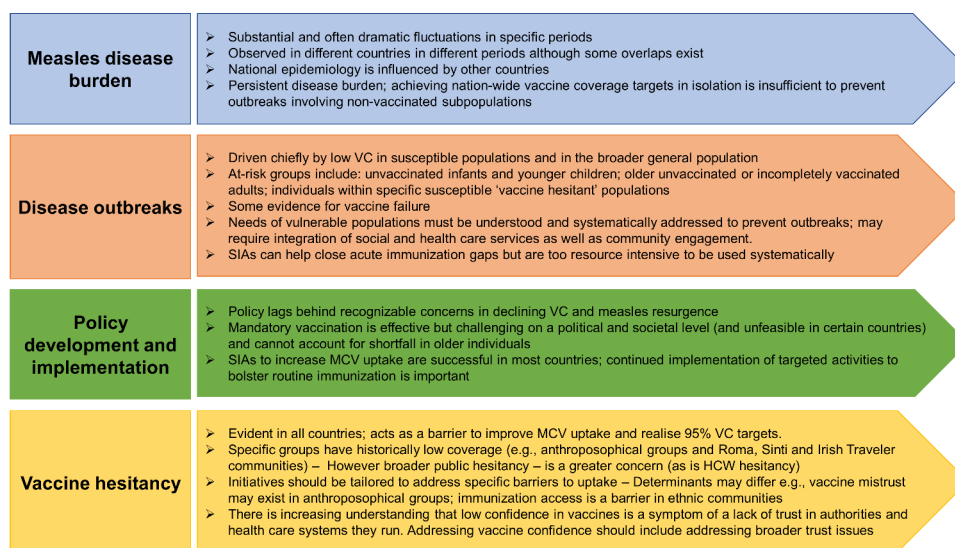 Measles disease
burden
➢ Substantial and often dramatic fluctuations in specific periods
➢ Observed in different countries in different periods although some overlaps exist
➢ National epidemiology is influenced by other countries
➢ Persistent disease burden; achieving nation-wide vaccine coverage targets in isolation is insufficient to prevent
outbreaks involving non-vaccinated subpopulations
Disease outbreaks
➢ Driven chiefly by low VC in susceptible populations and in the broader general population
➢ At-risk groups include: unvaccinated infants and younger children; older unvaccinated or incompletely vaccinated
adults; individuals within specific susceptible ‘vaccine hesitant’ populations
➢ Some evidence for vaccine failure
➢ Needs of vulnerable populations must be understood and systematically addressed to prevent outbreaks; may
require integration of social and health care services as well as community engagement.
➢ SIAs can help close acute immunization gaps but are too resource intensive to be used systematically
Policy
development and
implementation
➢ Policy lags behind recognizable concerns in declining VC and measles resurgence
➢ Mandatory vaccination is effective but challenging on a political and societal level (and unfeasible in certain countries)
and cannot account for shortfall in older individuals
➢ SIAs to increase MCV uptake are successful in most countries; continued implementation of targeted activities to
bolster routine immunization is important
Vaccine hesitancy
➢ Evident in all countries; acts as a barrier to improve MCV uptake and realise 95% VC targets.
➢ Specific groups have historically low coverage (e.g., anthroposophical groups and Roma, Sinti and Irish Traveler
communities) – However broader public hesitancy – is a greater concern (as is HCW hesitancy)
➢ Initiatives should be tailored to address specific barriers to uptake – Determinants may differ e.g., vaccine mistrust
may exist in anthroposophical groups; immunization access is a barrier in ethnic communities
➢ There is increasing understanding that low confidence in vaccines is a symptom of a lack of trust in authorities and
health care systems they run. Addressing vaccine confidence should include addressing broader trust issues